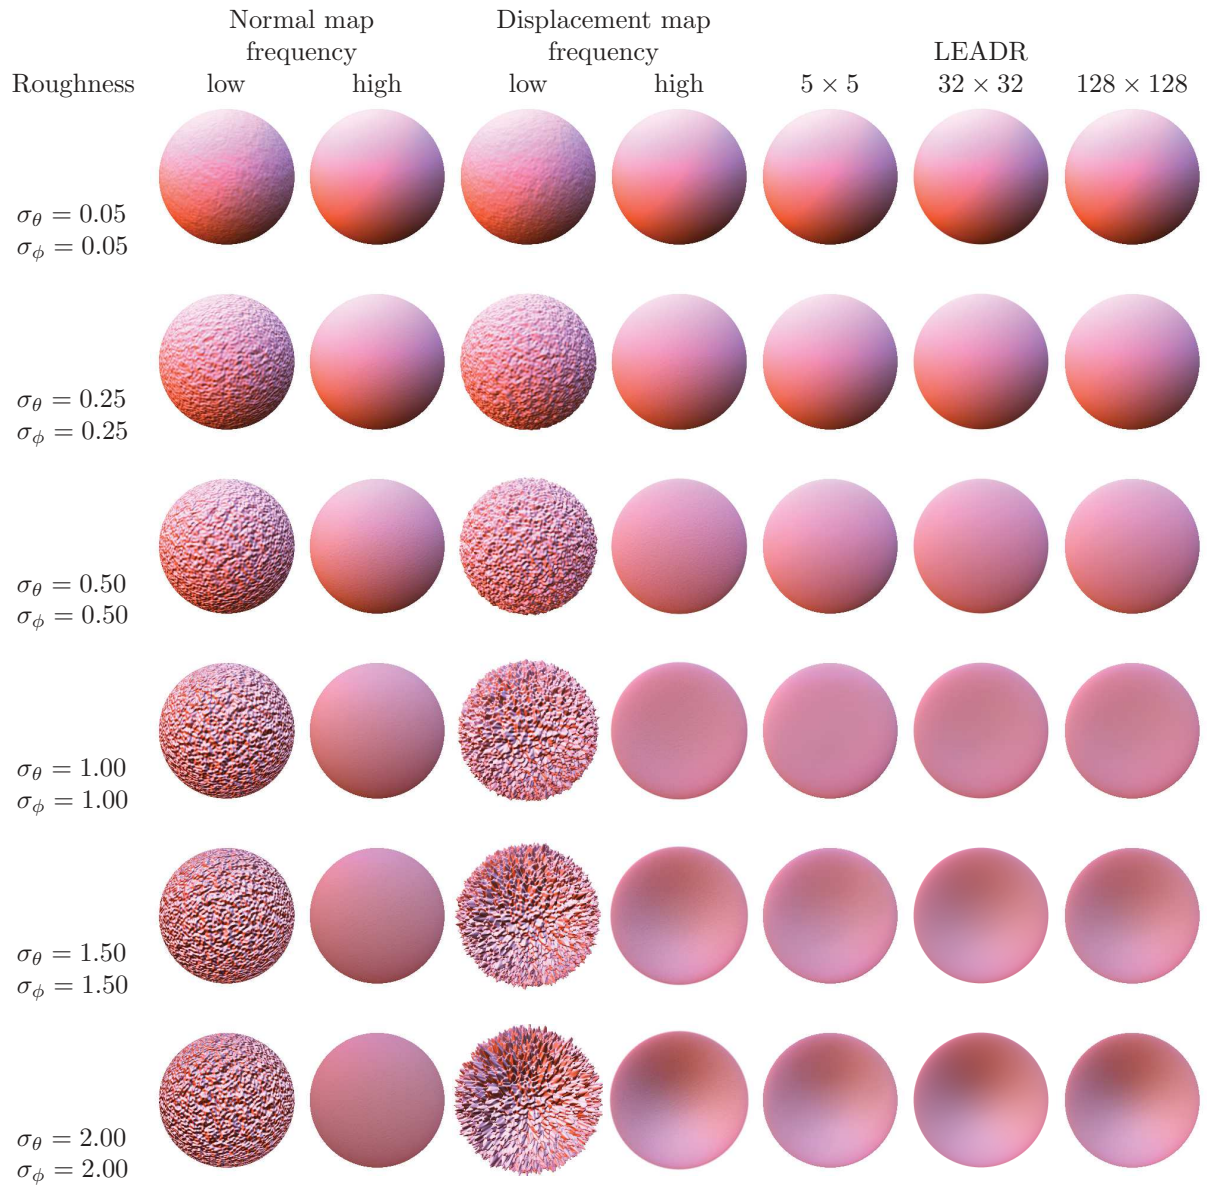 Normal map Displacement map
frequency frequency LEADR
Roughness low high low high 5 × 5 32 × 32 128 × 128
σθ = 0.05
σϕ = 0.05
σθ = 0.25
σϕ = 0.25
σθ = 0.50
σϕ = 0.50
σθ = 1.00
σϕ = 1.00
σθ = 1.50
σϕ = 1.50
σθ = 2.00
σϕ = 2.00